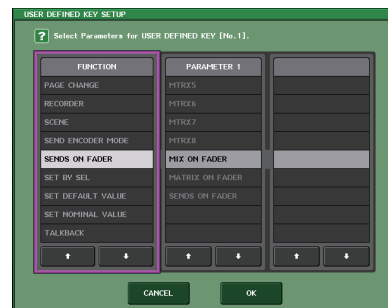 USER DEFINED KEY SETUP
? Select Parameters for USER DEFINED KEY [No.1].
FUNCTION
PAGE CHANGE
RECORDER
SCENE
SEND ENCODER MODE
SENDS ON FADER
SET BY SEL
SET DEFAULT VALUE
SET NOMINAL VALUE
TALKBACK
PARAMETER 1
MTRX5
MTRX6
MTRX7
MTRX8
MIX ON FADER
MATRIX ON FADER
SENDS ON FADER
CANCEL
OK